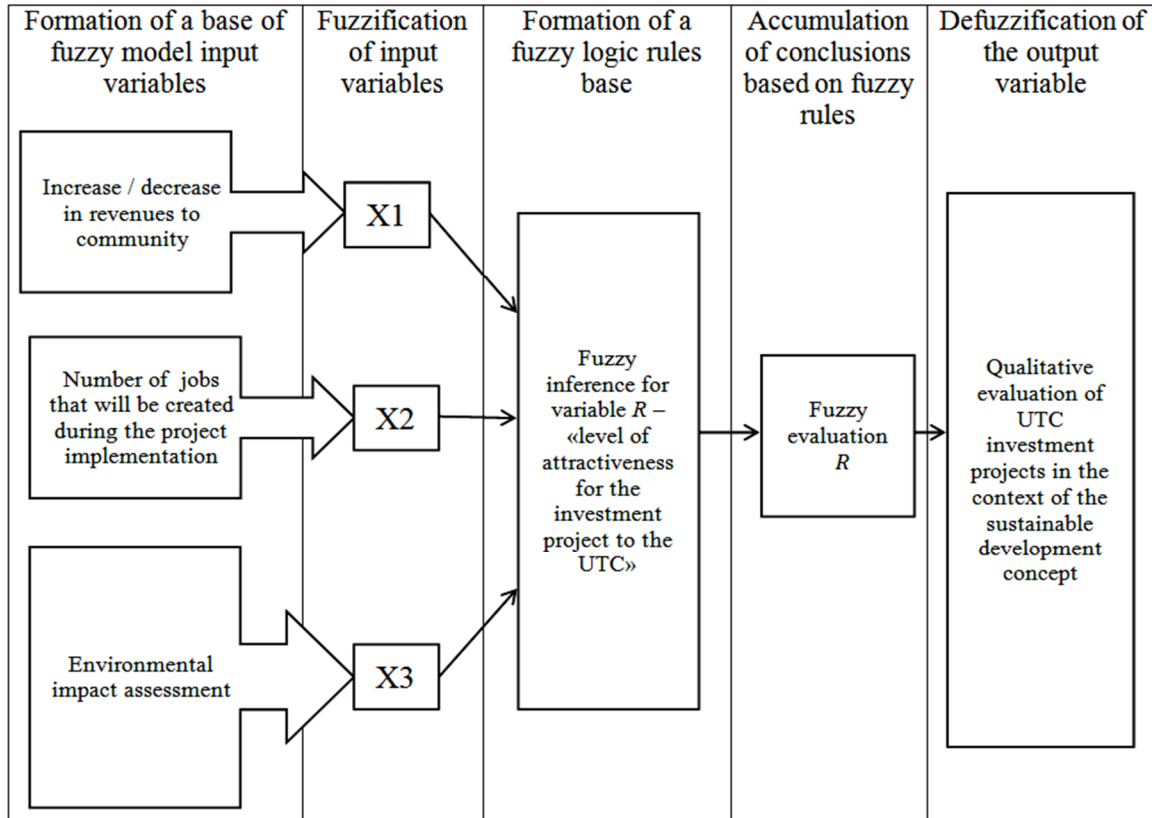 Formation of a base of
fuzzy model input
variables
Fuzzification
of input
variables
Formation of a
fuzzy logic rules
base
Accumulation
of conclusions
based on fuzzy
rules
Defuzzification of
the output
variable
Increase / decrease
in revenues to
community
X1
Number of jobs
that will be created
during the project
implementation
X2
Environmental
impact assessment
X3
Fuzzy
inference for
variable R –
«level of
attractiveness
for the
investment
project to the
UTC»
Fuzzy
evaluation
R
Qualitative
evaluation of
UTC
investment
projects in the
context of the
sustainable
development
concept